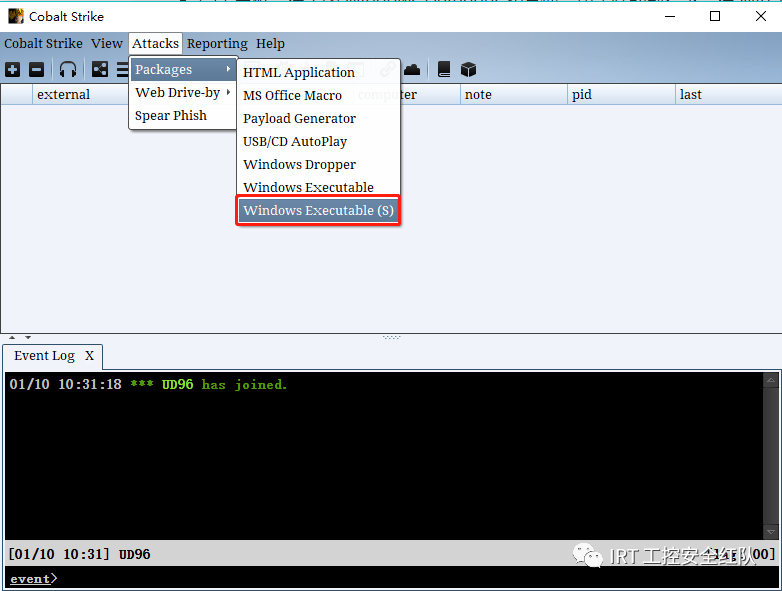 Cobalt Strike
Cobalt Strike View Attacks Reporting Help
Packages
Web Drive-by
Spear Phish
HTML Application
MS Office Macro
Payload Generator
USB/CD AutoPlay
Windows Dropper
Windows Executable
Windows Executable (S)
external note pid last
Event Log X
01/10 10:31:18 *** UD96 has joined.
[01/10 10:31] UD96 00]
IRT 工控安全红队
event>